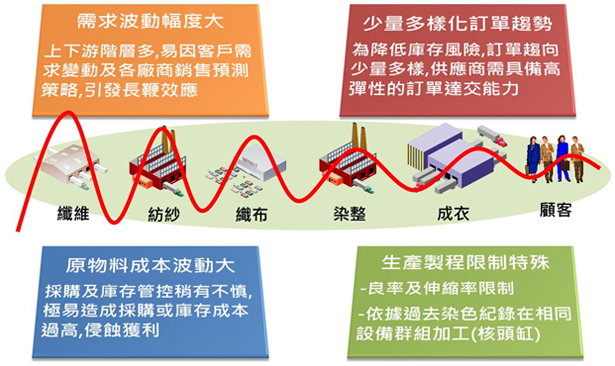 需求波動幅度大
上下游階層多,易因客戶需
求變動及各廠商銷售預測
策略,引發長鞭效應
少量多樣化訂單趨勢
為降低庫存風險,訂單趨向
少量多樣,供應商需具備高
彈性的訂單達交能力
纖維
紡紗
織布
染整
成衣
顧客
原物料成本波動大
採購及庫存管控稍有不慎,
極易造成採購或庫存成本
過高,侵蝕獲利
生產製程限制特殊
-良率及伸縮率限制
-依據過去染色紀錄在相同
設備群組加工(核頭缸)